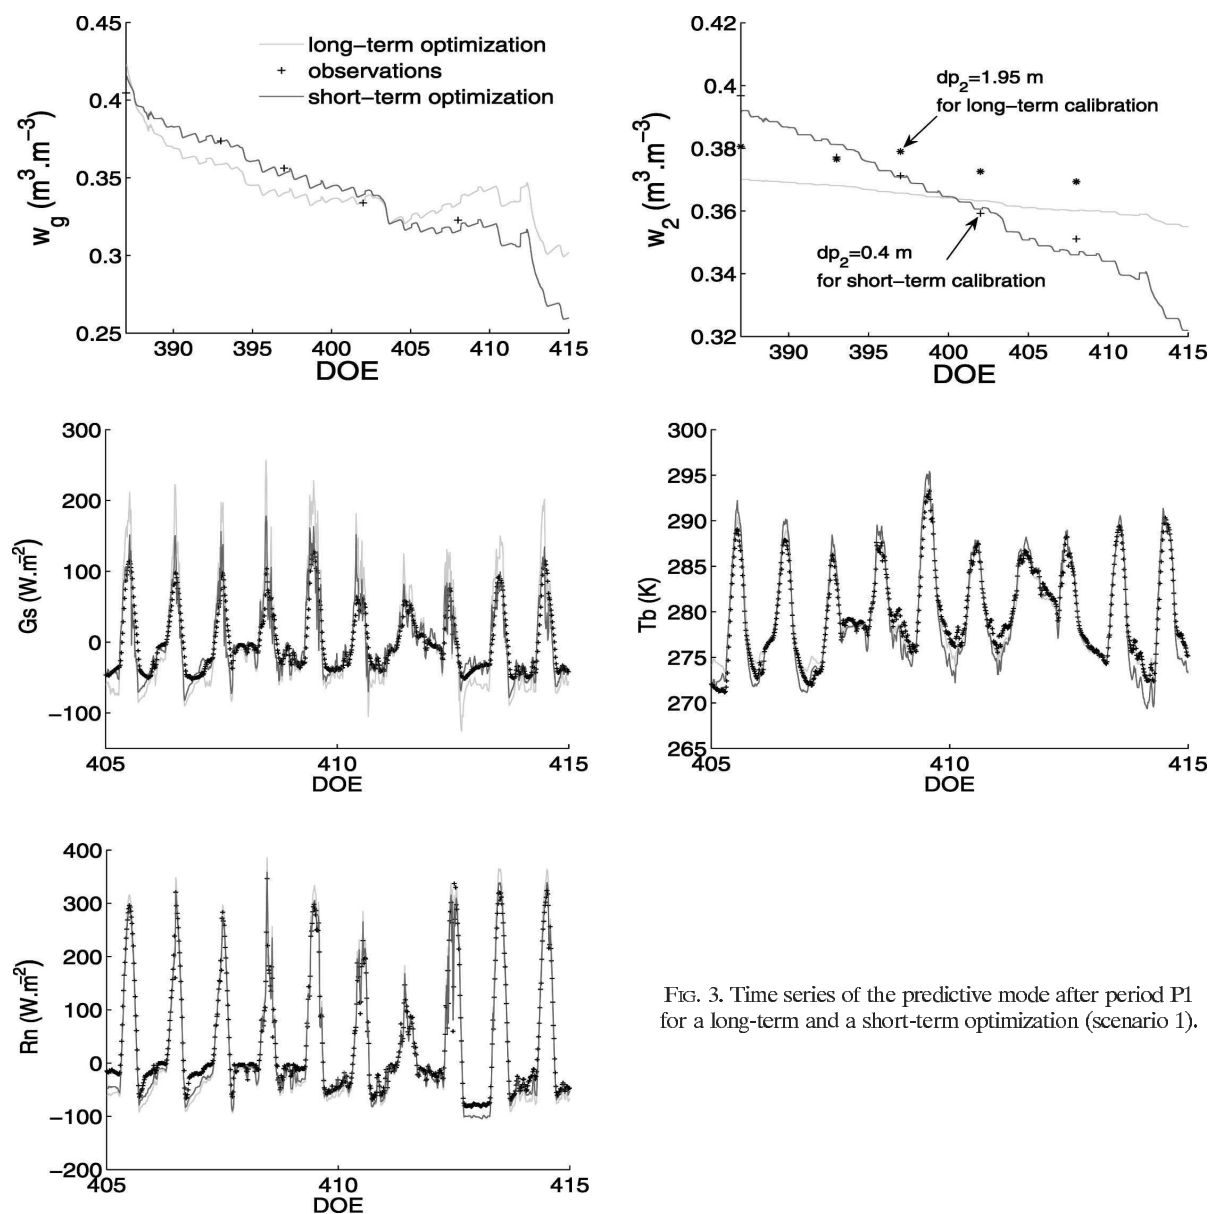 0.45
0.4
0.35
0.3
0.25
w_g (m³.m⁻³)
long−term optimization
observations
short−term optimization
390 395 400 405 410 415
DOE
0.42
0.4
0.38
0.36
0.34
0.32
w_2 (m³.m⁻³)
dp_2=1.95 m
for long−term calibration
dp_2=0.4 m
for short−term calibration
390 395 400 405 410 415
DOE
300
200
100
0
−100
Gs (W.m⁻²)
405 410 415
DOE
300
295
290
285
280
275
270
265
Tb (K)
405 410 415
DOE
400
300
200
100
0
−100
−200
Rn (W.m⁻²)
405 410 415
DOE
FIG. 3. Time series of the predictive mode after period P1
for a long-term and a short-term optimization (scenario 1).